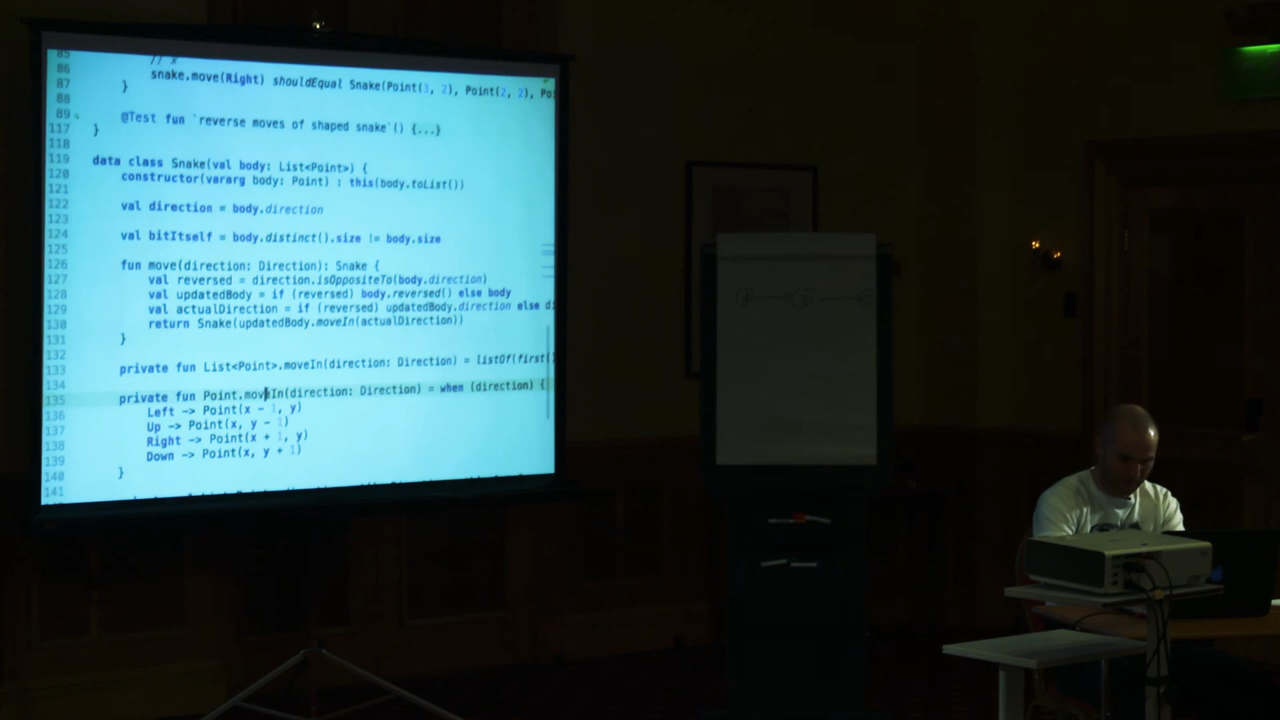 85 // x
86 snake.move(Right) shouldEqual Snake(Point(3, 2), Point(2, 2), Poi
87 }
88
89 @Test fun `reverse moves of shaped snake`() {...}
117 }
118
119 data class Snake(val body: List<Point>) {
120 constructor(vararg body: Point) : this(body.toList())
121
122 val direction = body.direction
123
124 val bitItself = body.distinct().size != body.size
125
126 fun move(direction: Direction): Snake {
127 val reversed = direction.isOppositeTo(body.direction)
128 val updatedBody = if (reversed) body.reversed() else body
129 val actualDirection = if (reversed) updatedBody.direction else di
130 return Snake(updatedBody.moveIn(actualDirection))
131 }
132
133 private fun List<Point>.moveIn(direction: Direction) = listOf(first()
134
135 private fun Point.moveIn(direction: Direction) = when (direction) {
136 Left -> Point(x - 1, y)
137 Up -> Point(x, y - 1)
138 Right -> Point(x + 1, y)
139 Down -> Point(x, y + 1)
140 }
141